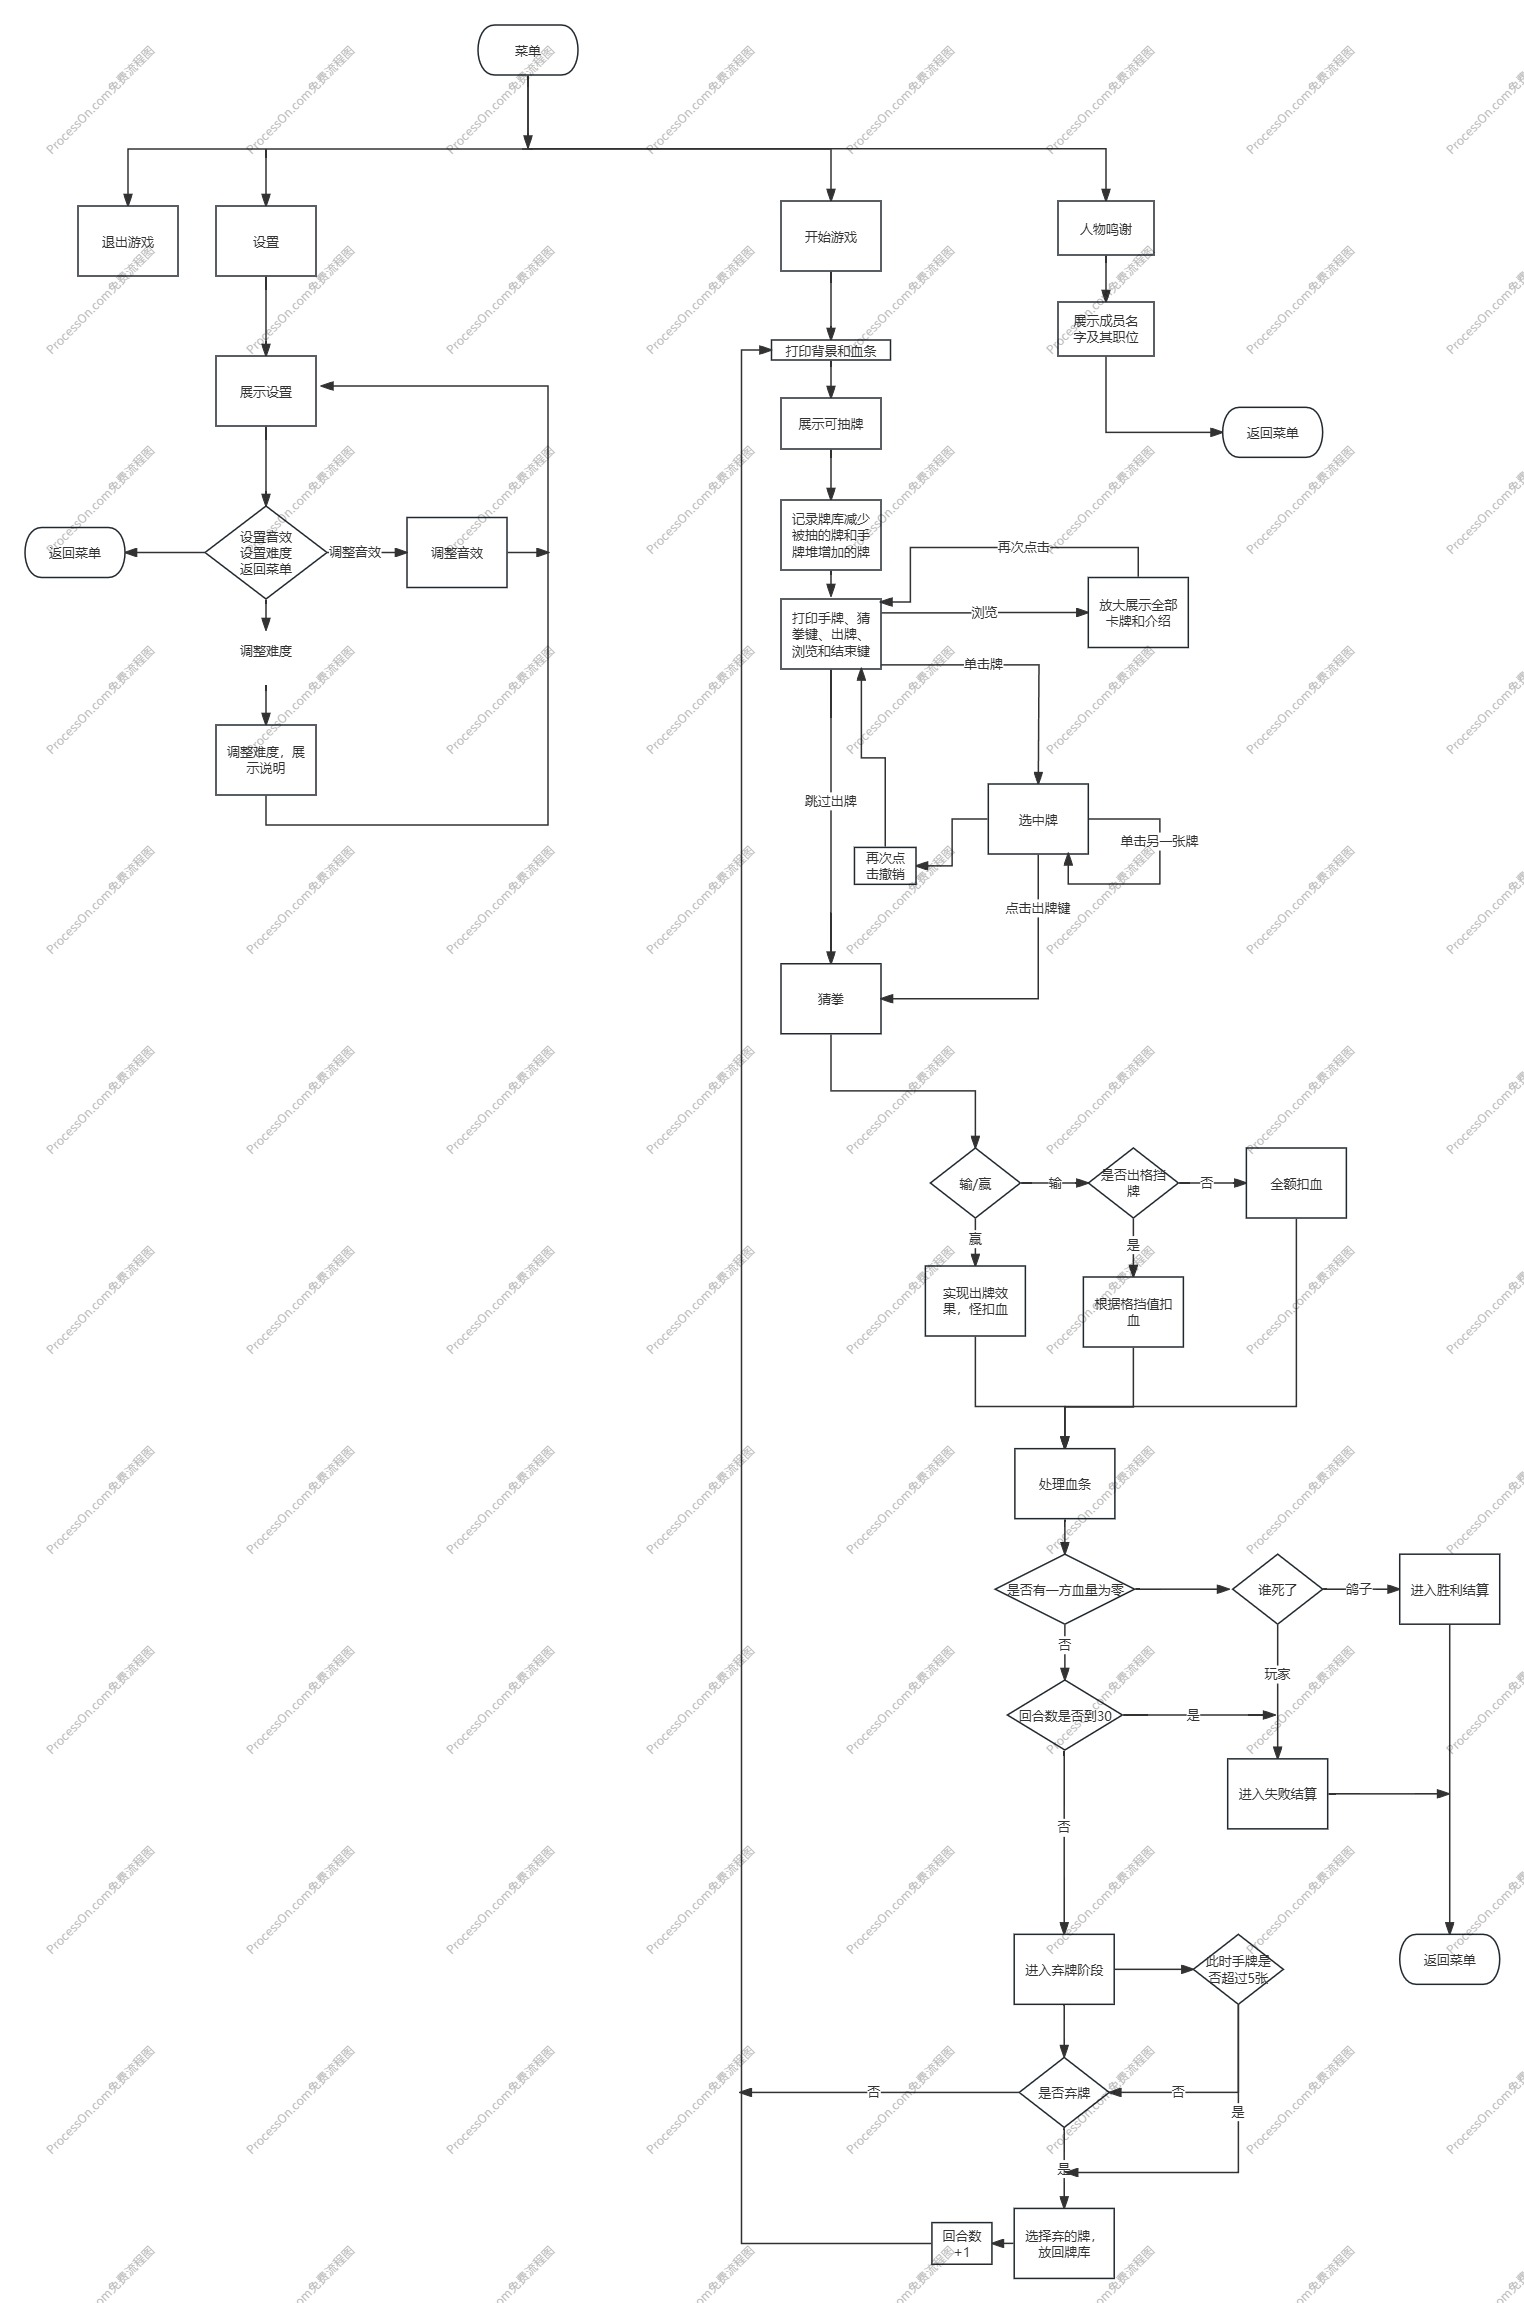 菜单
退出游戏
设置
开始游戏
人物鸣谢
展示成员名
字及其职位
返回菜单
打印背景和血条
展示设置
展示可抽牌
记录牌库减少
被抽的牌和手
牌堆增加的牌
设置音效
设置难度
返回菜单
返回菜单
调整音效
调整音效
再次点击
放大展示全部
卡牌和介绍
浏览
打印手牌、猜
拳键、出牌、
浏览和结束键
单击牌
调整难度
调整难度，展
示说明
跳过出牌
选中牌
单击另一张牌
再次点
击撤销
点击出牌键
猜拳
输/赢
输
是否出格挡
牌
否
全额扣血
赢
是
实现出牌效
果，怪扣血
根据格挡值扣
血
处理血条
是否有一方血量为零
谁死了
鸽子
进入胜利结算
否
玩家
回合数是否到30
是
进入失败结算
否
进入弃牌阶段
此时手牌是
否超过5张
返回菜单
是否弃牌
否
否
是
是
选择弃的牌，
放回牌库
回合数
+1
ProcessOn.com免费流程图